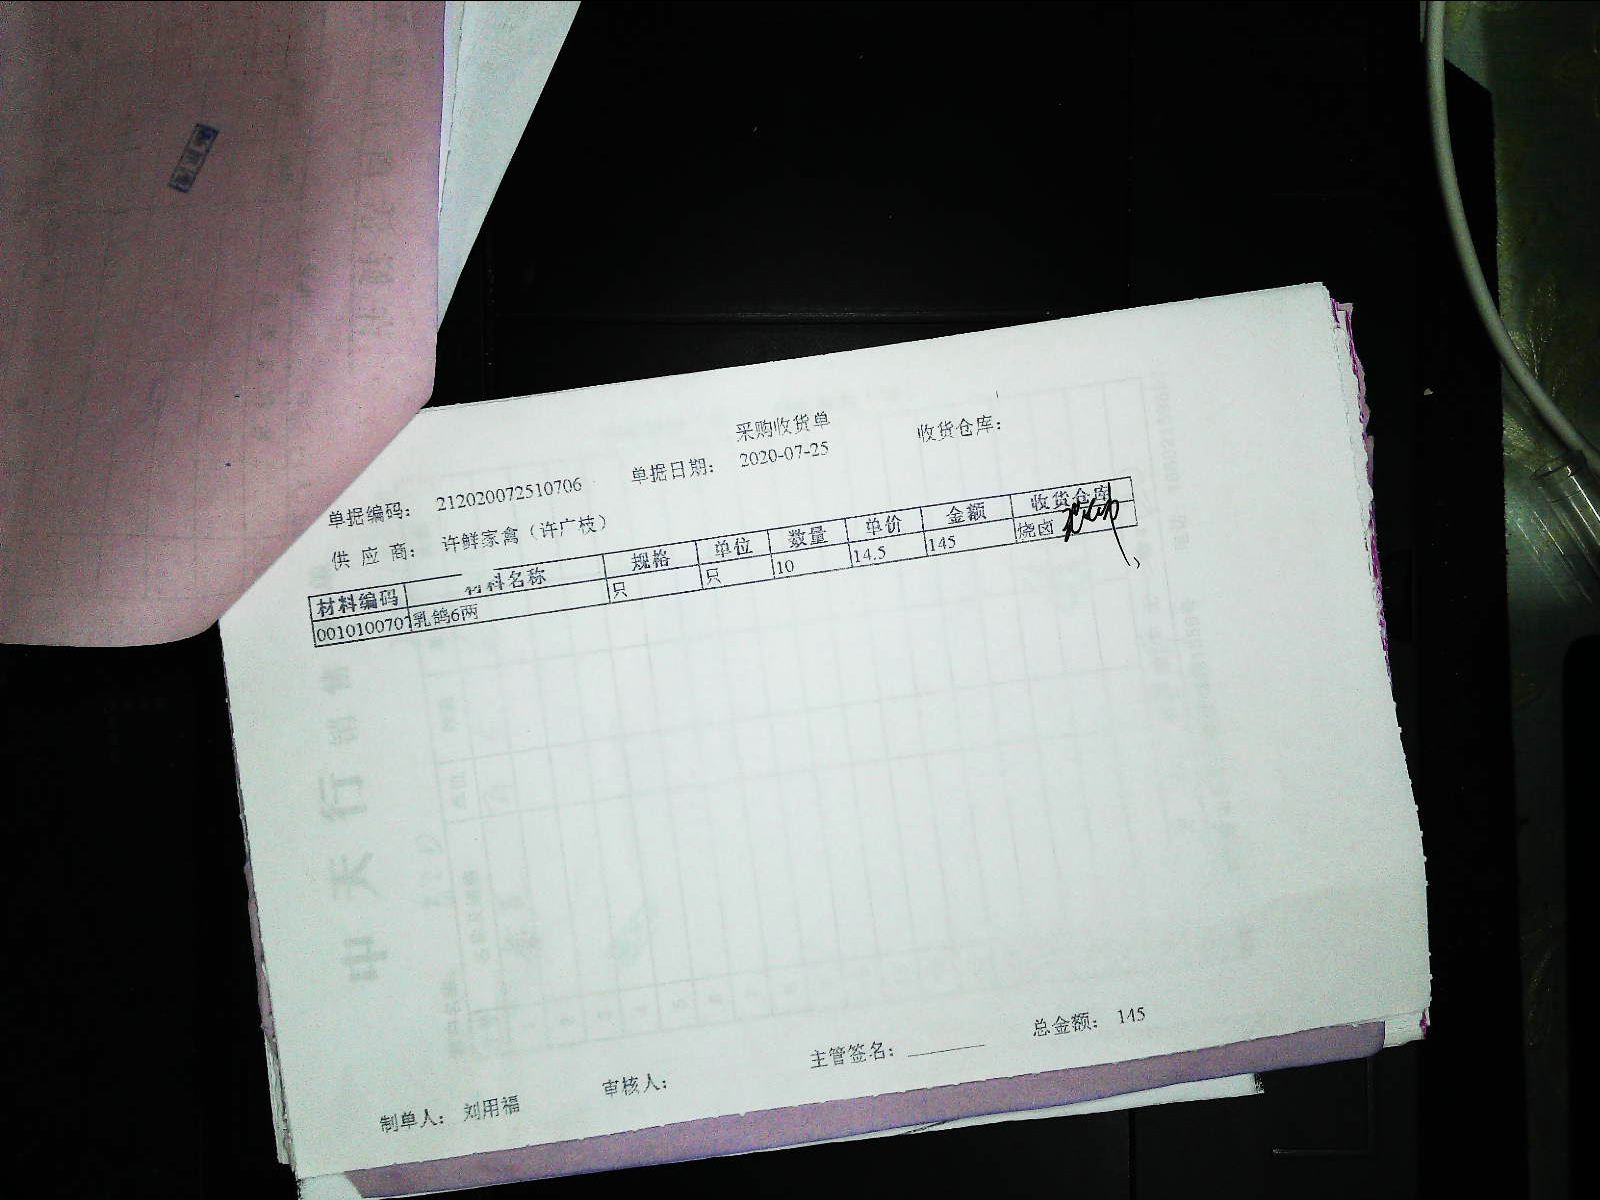 采购收货单
单据编码： 212020072510706 单据日期： 2020-07-25 收货仓库：
供 应 商： 许鲜家禽（许广枝）
材料编码 材料名称 规格 单位 数量 单价 金额 收货仓库
0010100707 乳鸽6两 只 只 10 14.5 145 烧卤
制单人： 刘用福 审核人： 主管签名： 总金额： 145